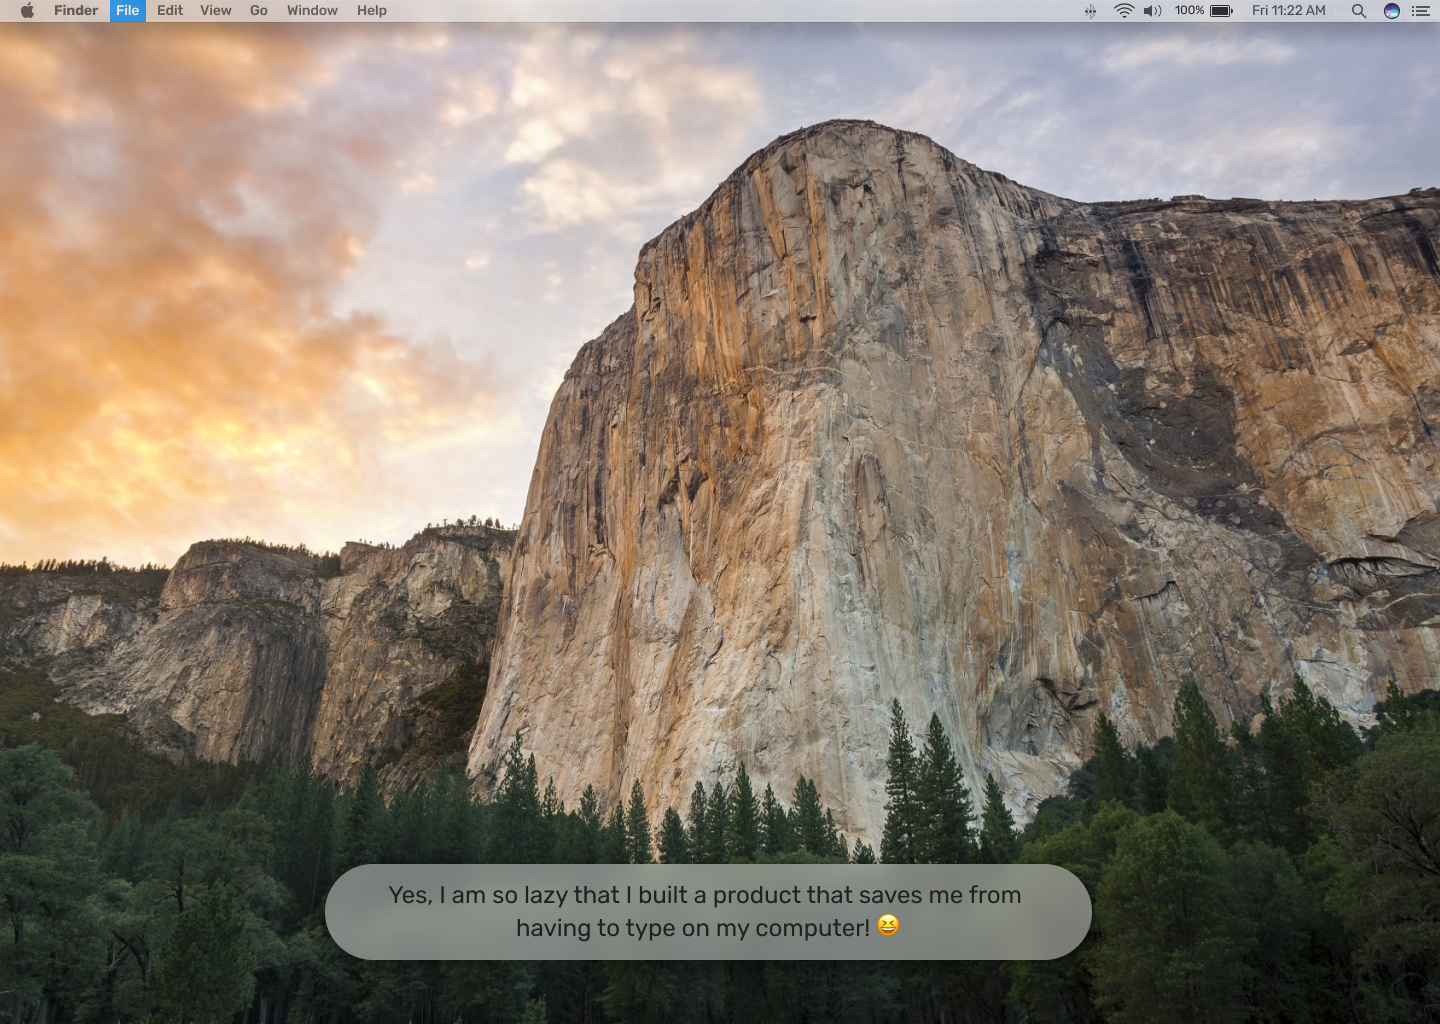 Finder File Edit View Go Window Help 100% Fri 11:22 AM
Yes, I am so lazy that I built a product that saves me from
having to type on my computer! 😆